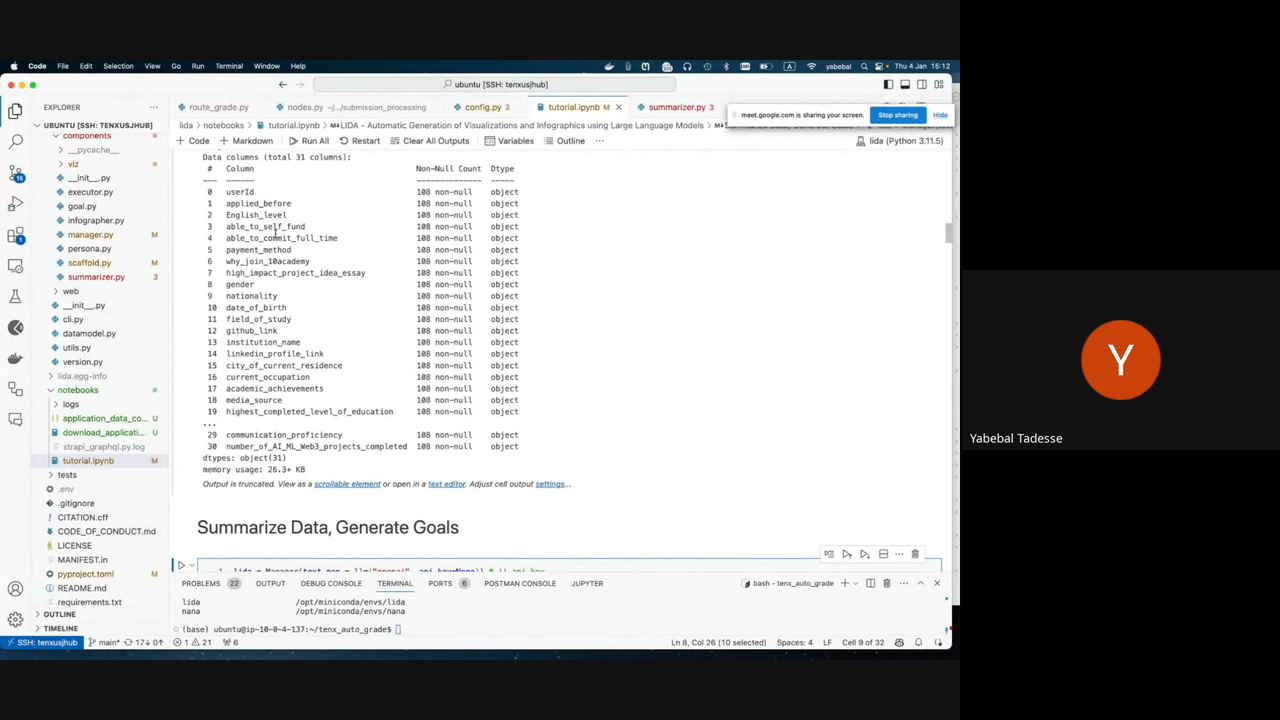 Code File Edit Selection View Go Run Terminal Window Help yabebal Thu 4 Jan 15:12
ubuntu [SSH: tenxusjhub]
EXPLORER ···
route_grade.py nodes.py ~/.../submission_processing config.py 3 tutorial.ipynb M summarizer.py 3
meet.google.com is sharing your screen. Stop sharing Hide
UBUNTU [SSH: TENXUSJHUB]
lida > notebooks > tutorial.ipynb > LIDA - Automatic Generation of Visualizations and Infographics using Large Language Models >
+ Code + Markdown Run All Restart Clear All Outputs Variables Outline ··· lida (Python 3.11.5)
components
__pycache__
viz
__init__.py
executor.py
goal.py
infographer.py
manager.py M
persona.py
scaffold.py M
summarizer.py 3
web
__init__.py
cli.py
datamodel.py
utils.py
version.py
lida.egg-info
notebooks
logs
application_data_co... U
download_applicati... U
strapi_graphql.py.log
tutorial.ipynb M
tests
.env
.gitignore
CITATION.cff
CODE_OF_CONDUCT.md
LICENSE
MANIFEST.in
pyproject.toml M
README.md
requirements.txt
OUTLINE
TIMELINE
Data columns (total 31 columns):
# Column Non-Null Count Dtype
--- ------ -------------- -----
0 userId 108 non-null object
1 applied_before 108 non-null object
2 English_level 108 non-null object
3 able_to_self_fund 108 non-null object
4 able_to_commit_full_time 108 non-null object
5 payment_method 108 non-null object
6 why_join_10academy 108 non-null object
7 high_impact_project_idea_essay 108 non-null object
8 gender 108 non-null object
9 nationality 108 non-null object
10 date_of_birth 108 non-null object
11 field_of_study 108 non-null object
12 github_link 108 non-null object
13 institution_name 108 non-null object
14 linkedin_profile_link 108 non-null object
15 city_of_current_residence 108 non-null object
16 current_occupation 108 non-null object
17 academic_achievements 108 non-null object
18 media_source 108 non-null object
19 highest_completed_level_of_education 108 non-null object
...
29 communication_proficiency 108 non-null object
30 number_of_AI_ML_Web3_projects_completed 108 non-null object
dtypes: object(31)
memory usage: 26.3+ KB
Output is truncated. View as a scrollable element or open in a text editor. Adjust cell output settings...
Summarize Data, Generate Goals
PROBLEMS 22 OUTPUT DEBUG CONSOLE TERMINAL PORTS 6 POSTMAN CONSOLE JUPYTER bash - tenx_auto_grade
lida /opt/miniconda/envs/lida
nana /opt/miniconda/envs/nana
(base) ubuntu@ip-10-0-4-137:~/tenx_auto_grade$
SSH: tenxusjhub main* 17↓ 0↑ 1 21 6 Ln 8, Col 26 (10 selected) Spaces: 4 LF Cell 9 of 32
Y
Yabebal Tadesse